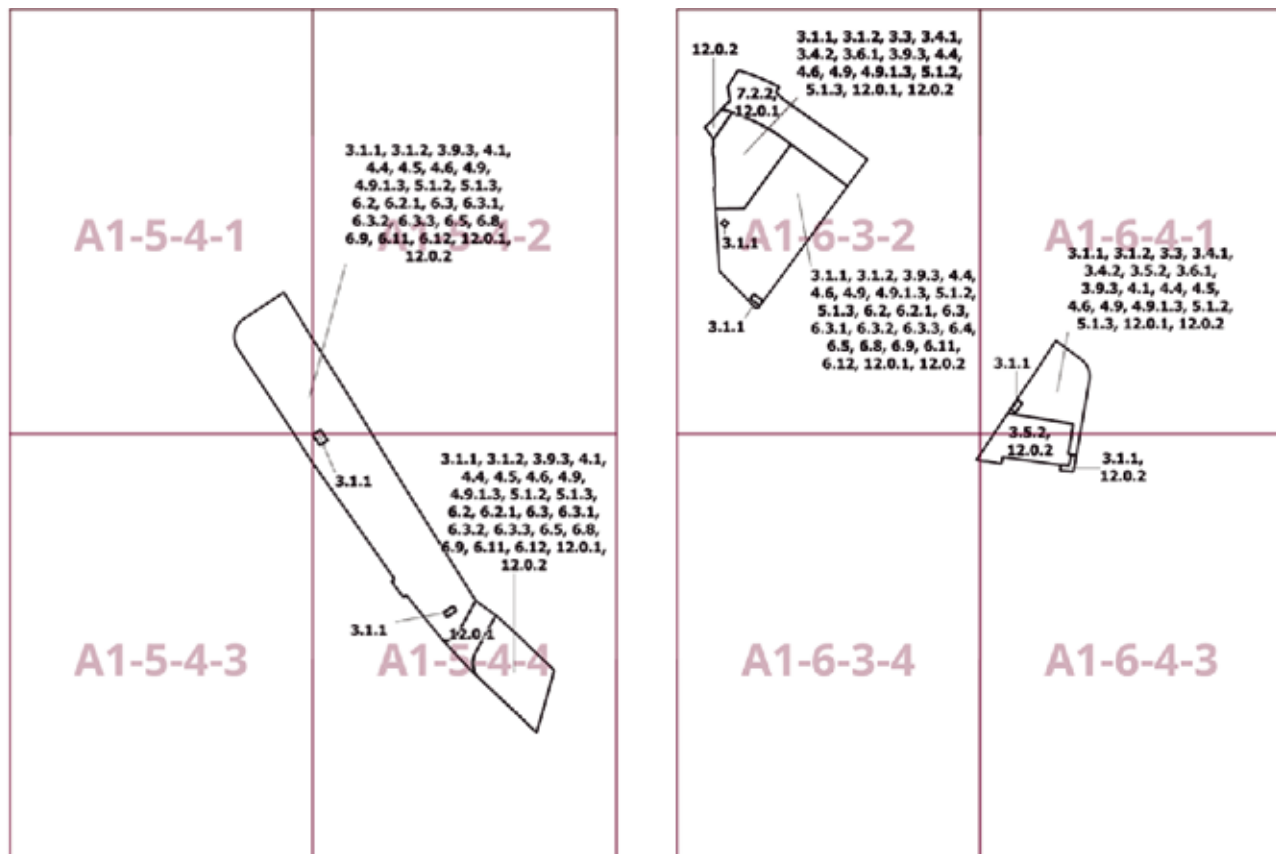 3.1.1, 3.1.2, 3.9.3, 4.1,
4.4, 4.5, 4.6, 4.9,
4.9.1.3, 5.1.2, 5.1.3,
6.2, 6.2.1, 6.3, 6.3.1,
6.3.2, 6.3.3, 6.5, 6.8,
6.9, 6.11, 6.12, 12.0.1,
12.0.2
A1-5-4-1
A1-5-4-2
3.1.1
3.1.1, 3.1.2, 3.9.3, 4.1,
4.4, 4.5, 4.6, 4.9,
4.9.1.3, 5.1.2, 5.1.3,
6.2, 6.2.1, 6.3, 6.3.1,
6.3.2, 6.3.3, 6.5, 6.8,
6.9, 6.11, 6.12, 12.0.1,
12.0.2
3.1.1
12.0.1
A1-5-4-3
A1-5-4-4
12.0.2
3.1.1, 3.1.2, 3.3, 3.4.1,
3.4.2, 3.6.1, 3.9.3, 4.4,
4.6, 4.9, 4.9.1.3, 5.1.2,
5.1.3, 12.0.1, 12.0.2
7.2.2,
12.0.1
A1-6-3-2
3.1.1
3.1.1
3.1.1, 3.1.2, 3.9.3, 4.4,
4.6, 4.9, 4.9.1.3, 5.1.2,
5.1.3, 6.2, 6.2.1, 6.3,
6.3.1, 6.3.2, 6.3.3, 6.4,
6.5, 6.8, 6.9, 6.11,
6.12, 12.0.1, 12.0.2
A1-6-4-1
3.1.1, 3.1.2, 3.3, 3.4.1,
3.4.2, 3.5.2, 3.6.1,
3.9.3, 4.1, 4.4, 4.5,
4.6, 4.9, 4.9.1.3, 5.1.2,
5.1.3, 12.0.1, 12.0.2
3.1.1
3.5.2,
12.0.2
3.1.1,
12.0.2
A1-6-3-4
A1-6-4-3